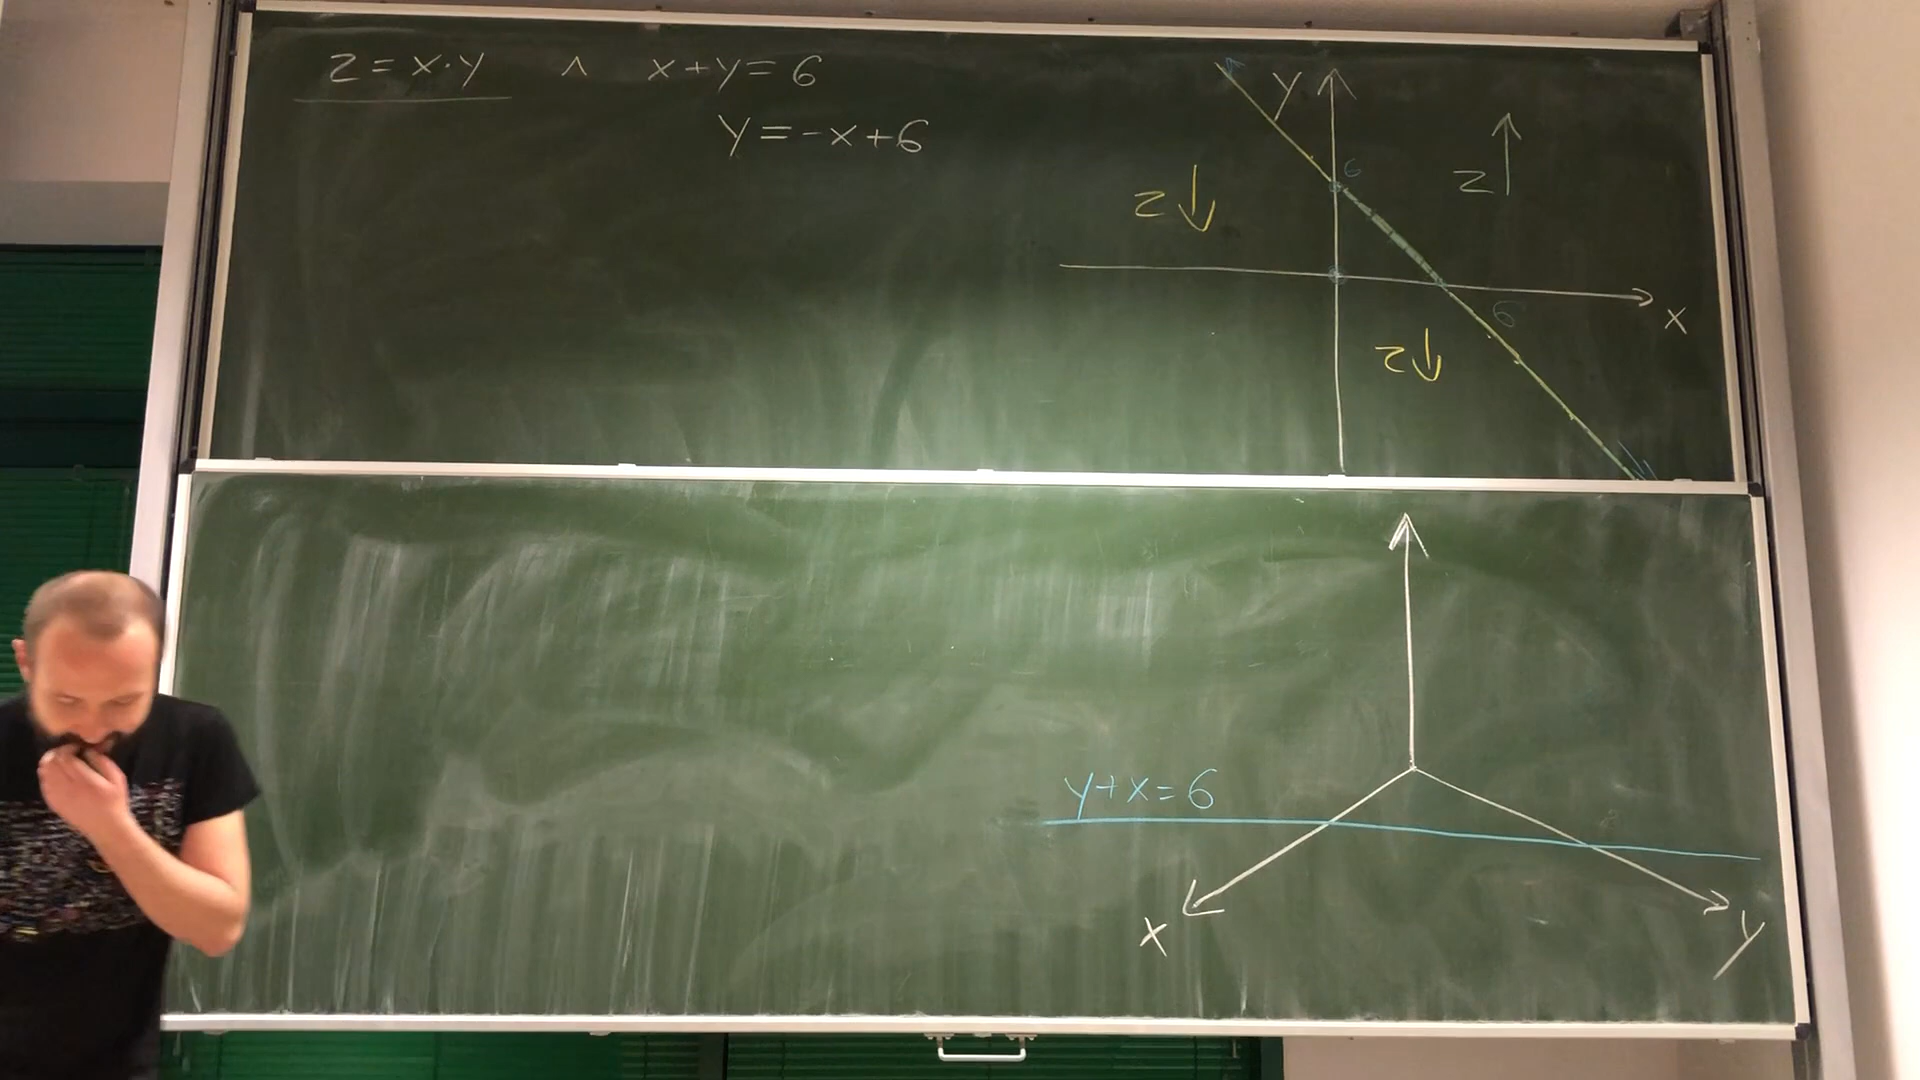 z = x·y ∧ x+y=6
y=-x+6
y
6
z↑
z↓
x
6
z↓
y+x=6
x
y